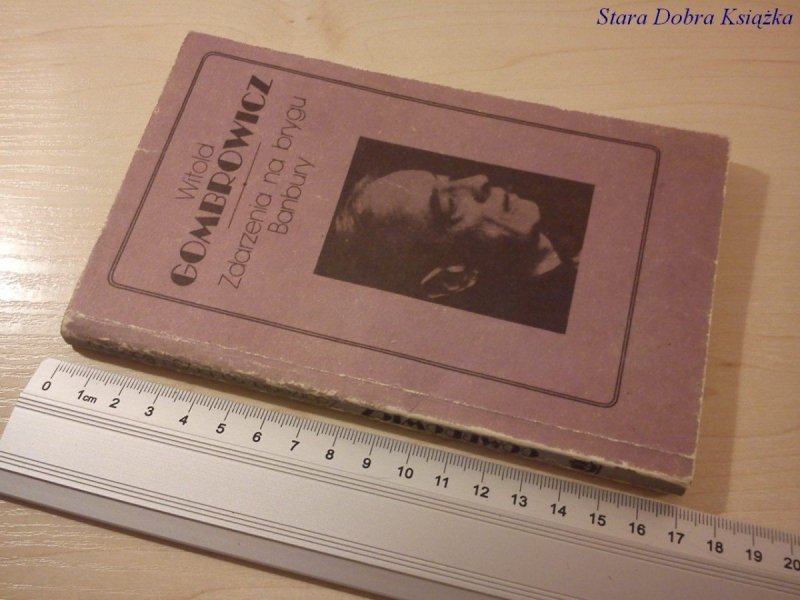 Stara Dobra Książka
Witold
GOMBROWICZ
Zdarzenia na brygu
Banbury
GOMBROWICZ
0 1cm 2 3 4 5 6 7 8 9 10 11 12 13 14 15 16 17 18 19 20